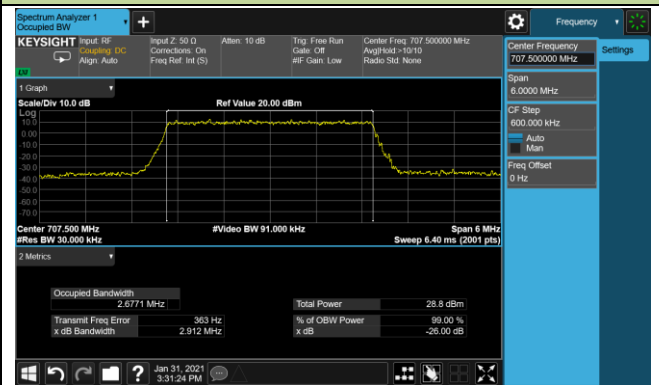 Spectrum Analyzer 1
Occupied BW
+
Frequency
KEYSIGHT
Input: RF
Coupling: DC
Align: Auto
Input Z: 50 Ω
Corrections: On
Freq Ref: Int (S)
Atten: 10 dB
Trig: Free Run
Gate: Off
#IF Gain: Low
Center Freq: 707.500000 MHz
Avg|Hold:>10/10
Radio Std: None
Center Frequency
707.500000 MHz
Settings
Span
6.0000 MHz
CF Step
600.000 kHz
Auto
Man
Freq Offset
0 Hz
1 Graph
Scale/Div 10.0 dB
Ref Value 20.00 dBm
Log
10.0
0.00
-10.0
-20.0
-30.0
-40.0
-50.0
-60.0
-70.0
Center 707.500 MHz
#Video BW 91.000 kHz
Span 6 MHz
#Res BW 30.000 kHz
Sweep 6.40 ms (2001 pts)
2 Metrics
Occupied Bandwidth
2.6771 MHz
Total Power 28.8 dBm
Transmit Freq Error 363 Hz
% of OBW Power 99.00 %
x dB Bandwidth 2.912 MHz
x dB -26.00 dB
?
Jan 31, 2021
3:31:24 PM